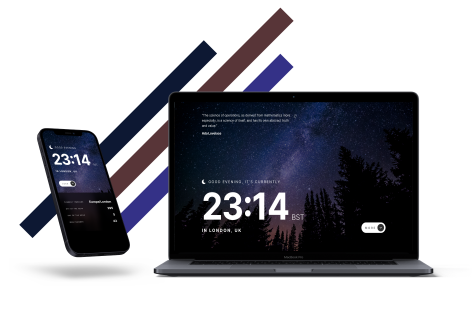 "The science of operations, as derived from mathematics more
especially, is a science of itself, and has its own abstract truth
and value."
Ada Lovelace
GOOD EVENING, IT'S CURRENTLY
23:14 BST
IN LONDON, UK
MORE
GOOD EVENING
23:14
IN LONDON, UK
Europe/London